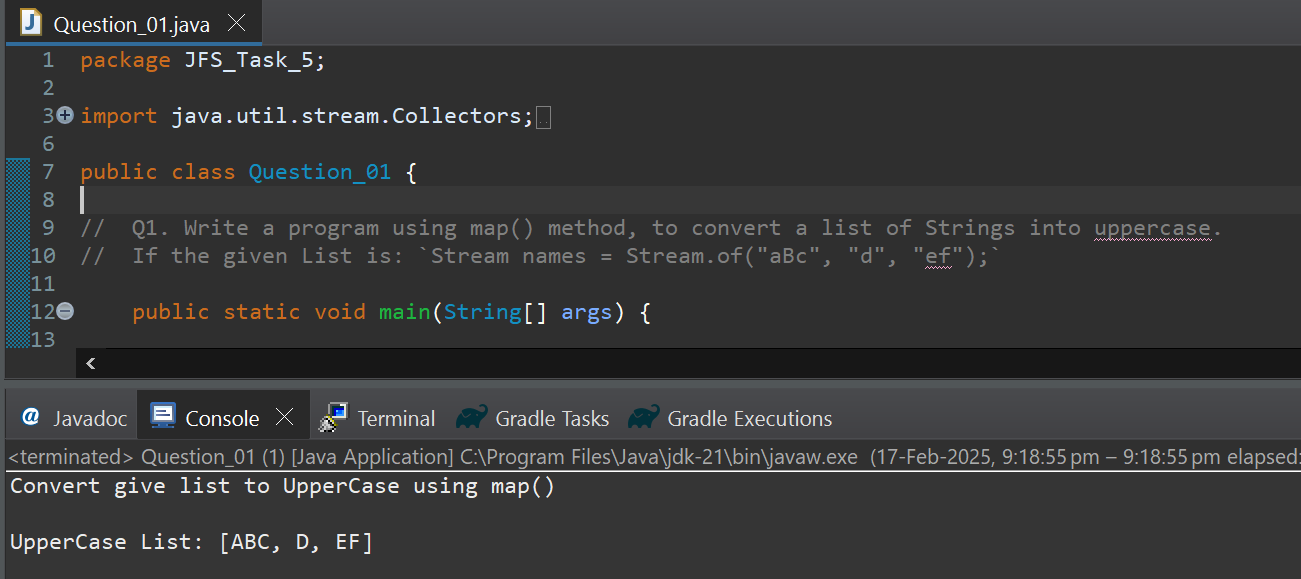 Question_01.java
1 package JFS_Task_5;
2
3 import java.util.stream.Collectors;
6
7 public class Question_01 {
8
9 //  Q1. Write a program using map() method, to convert a list of Strings into uppercase.
10 //  If the given List is: `Stream names = Stream.of("aBc", "d", "ef");`
11
12     public static void main(String[] args) {
13
Javadoc Console Terminal Gradle Tasks Gradle Executions
<terminated> Question_01 (1) [Java Application] C:\Program Files\Java\jdk-21\bin\javaw.exe  (17-Feb-2025, 9:18:55 pm – 9:18:55 pm elapsed:
Convert give list to UpperCase using map()
UpperCase List: [ABC, D, EF]